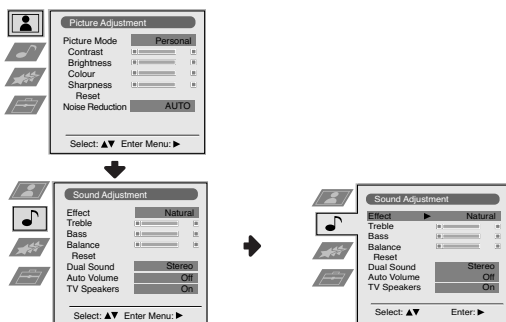 Picture Adjustment
Picture Mode Personal
Contrast
Brightness
Colour
Sharpness
Reset
Noise Reduction AUTO
Select: ▲▼ Enter Menu: ►
Sound Adjustment
Effect Natural
Treble
Bass
Balance
Reset
Dual Sound Stereo
Auto Volume Off
TV Speakers On
Select: ▲▼ Enter Menu: ►
Sound Adjustment
Effect ► Natural
Treble
Bass
Balance
Reset
Dual Sound Stereo
Auto Volume Off
TV Speakers On
Select: ▲▼ Enter: ►